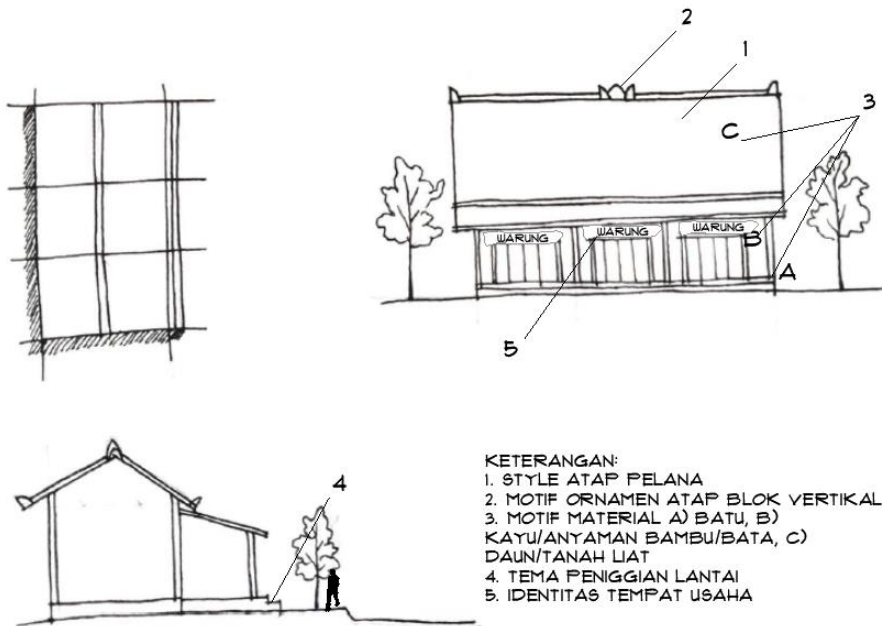 2
1
3
C
WARUNG WARUNG WARUNG
B
A
5
4
KETERANGAN:
1. STYLE ATAP PELANA
2. MOTIF ORNAMEN ATAP BLOK VERTIKAL
3. MOTIF MATERIAL A) BATU, B)
KAYU/ANYAMAN BAMBU/BATA, C)
DAUN/TANAH LIAT
4. TEMA PENIGGIAN LANTAI
5. IDENTITAS TEMPAT USAHA